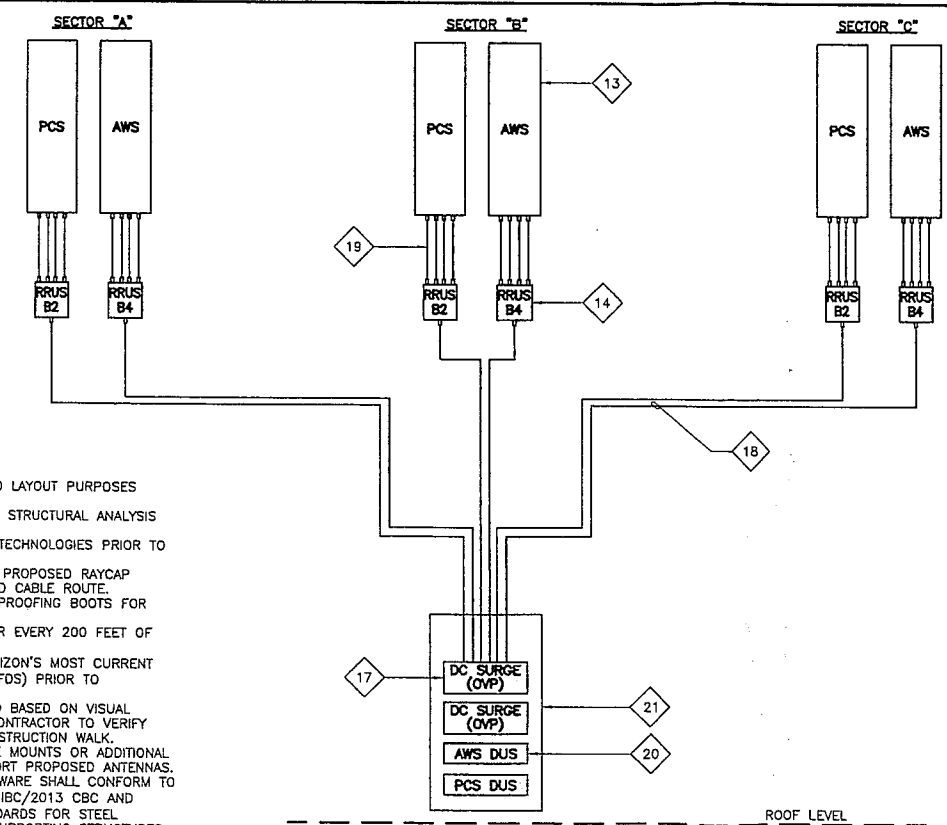 SECTOR "A"
SECTOR "B"
SECTOR "C"
PCS
AWS
PCS
AWS
PCS
AWS
13
19
14
RRUS
B2
RRUS
B4
RRUS
B2
RRUS
B4
RRUS
B2
RRUS
B4
18
LAYOUT PURPOSES
STRUCTURAL ANALYSIS
TECHNOLOGIES PRIOR TO
PROPOSED RAYCAP
CABLE ROUTE.
PROOFING BOOTS FOR
EVERY 200 FEET OF
IZON'S MOST CURRENT
FDS) PRIOR TO
BASED ON VISUAL
ONTRACTOR TO VERIFY
STRUCTION WALK.
MOUNTS OR ADDITIONAL
RT PROPOSED ANTENNAS.
WARE SHALL CONFORM TO
IBC/2013 CBC AND
DARDS FOR STEEL
17
DC SURGE
(OVP)
DC SURGE
(OVP)
AWS DUS
PCS DUS
21
20
ROOF LEVEL